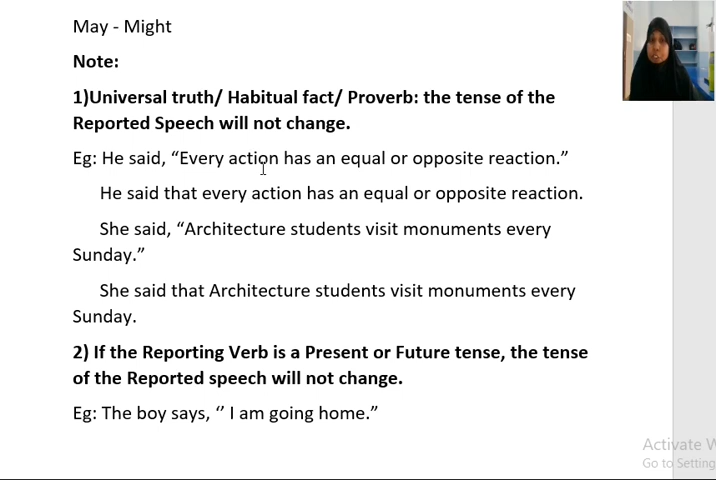 May - Might
Note:
1)Universal truth/ Habitual fact/ Proverb: the tense of the
Reported Speech will not change.
Eg: He said, “Every action has an equal or opposite reaction.”
He said that every action has an equal or opposite reaction.
She said, “Architecture students visit monuments every
Sunday.”
She said that Architecture students visit monuments every
Sunday.
2) If the Reporting Verb is a Present or Future tense, the tense
of the Reported speech will not change.
Eg: The boy says, ‘’ I am going home.”
Activate W
Go to Setting